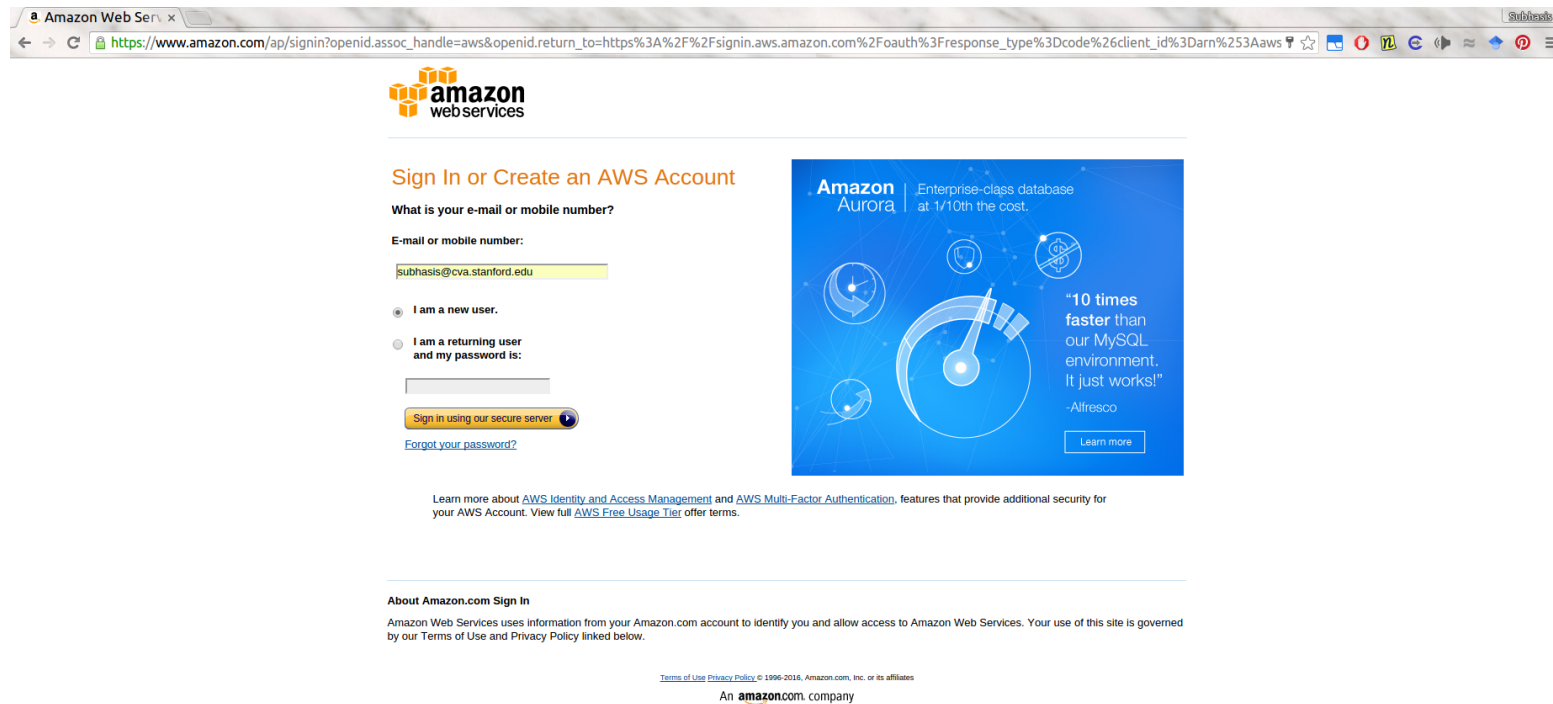 Amazon Web Serv
Subhasis
https://www.amazon.com/ap/signin?openid.assoc_handle=aws&openid.return_to=https%3A%2F%2Fsignin.aws.amazon.com%2Foauth%3Fresponse_type%3Dcode%26client_id%3Darn%253Aaws
amazon
web services
Sign In or Create an AWS Account
What is your e-mail or mobile number?
E-mail or mobile number:
subhasis@cva.stanford.edu
I am a new user.
I am a returning user
and my password is:
Sign in using our secure server
Forgot your password?
Amazon
Aurora
Enterprise-class database
at 1/10th the cost.
“10 times
faster than
our MySQL
environment.
It just works!”
-Alfresco
Learn more
Learn more about AWS Identity and Access Management and AWS Multi-Factor Authentication, features that provide additional security for
your AWS Account. View full AWS Free Usage Tier offer terms.
About Amazon.com Sign In
Amazon Web Services uses information from your Amazon.com account to identify you and allow access to Amazon Web Services. Your use of this site is governed
by our Terms of Use and Privacy Policy linked below.
Terms of Use Privacy Policy © 1996-2016, Amazon.com, Inc. or its affiliates
An amazon.com. company